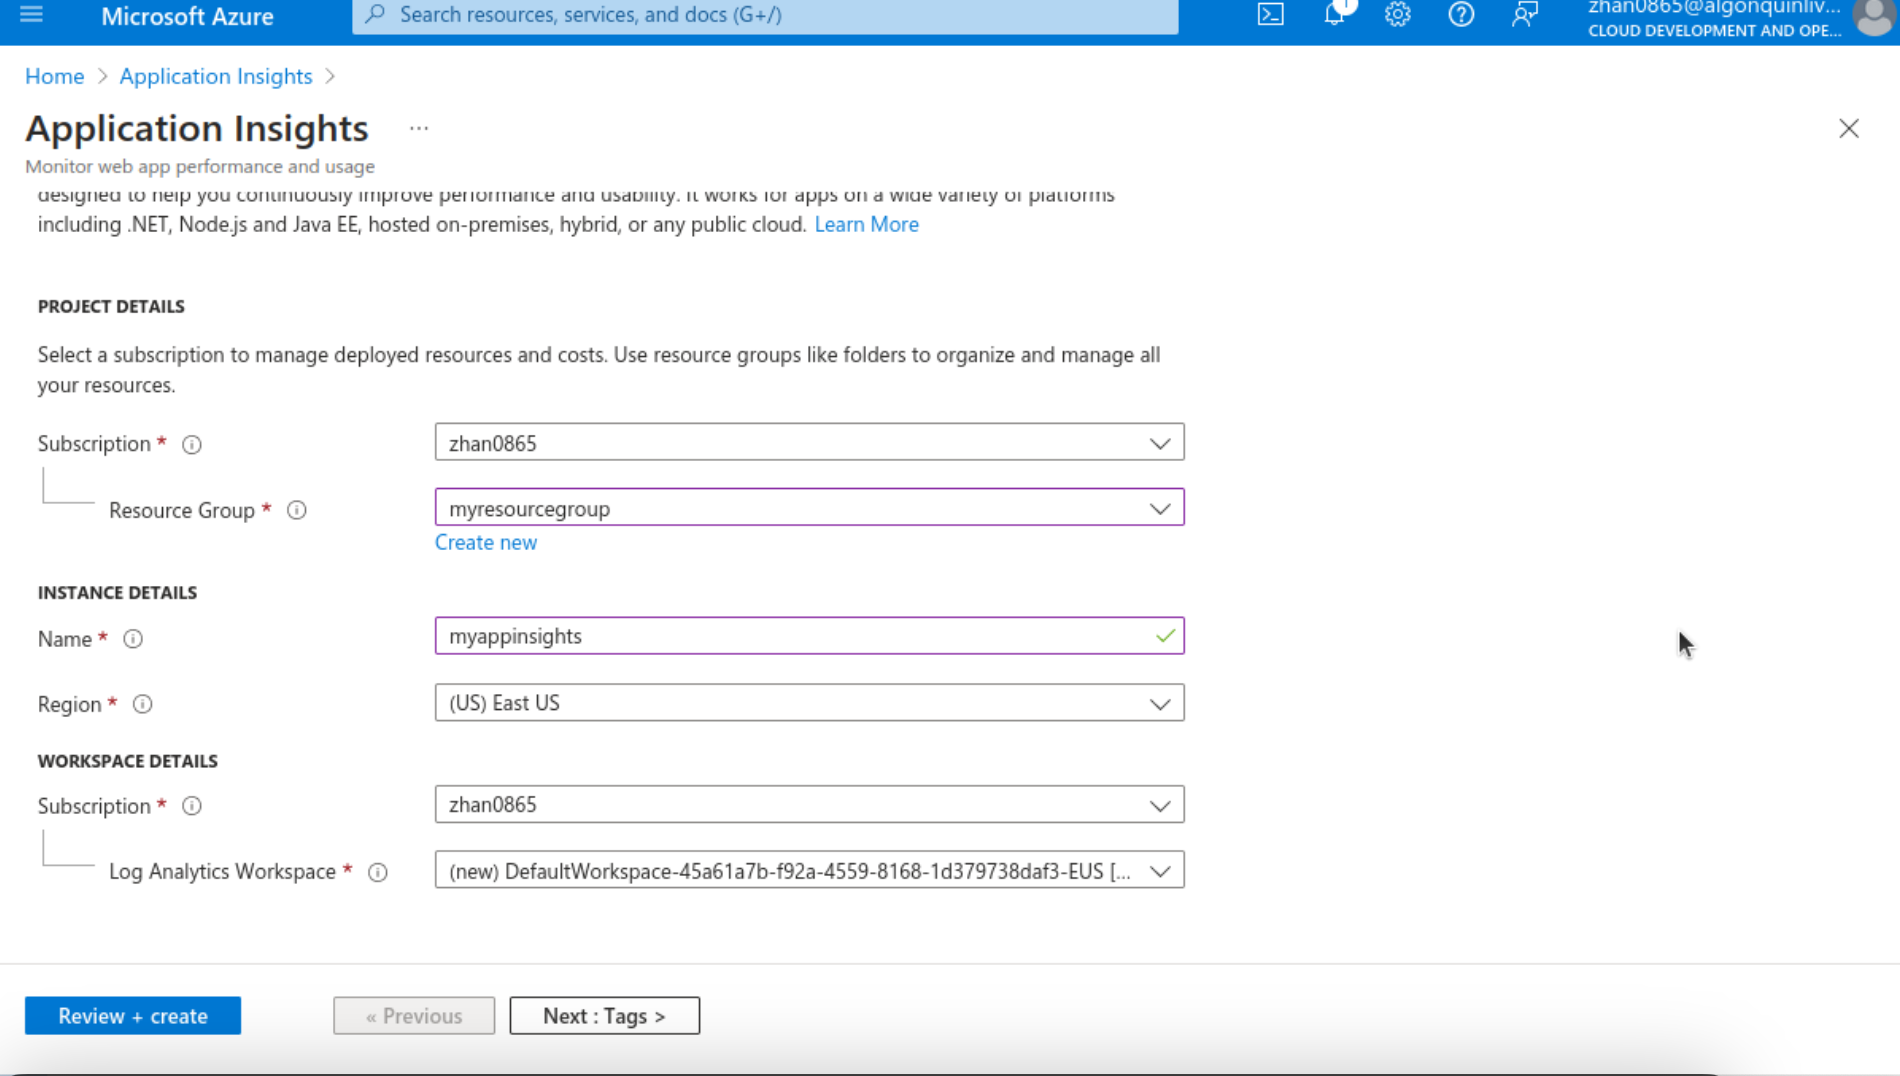 Microsoft Azure
Search resources, services, and docs (G+/)
1
zhan0865@algonquinliv...
CLOUD DEVELOPMENT AND OPE...
Home > Application Insights >
Application Insights ...
Monitor web app performance and usage
designed to help you continuously improve performance and usability. It works for apps on a wide variety of platforms
including .NET, Node.js and Java EE, hosted on-premises, hybrid, or any public cloud. Learn More
PROJECT DETAILS
Select a subscription to manage deployed resources and costs. Use resource groups like folders to organize and manage all
your resources.
Subscription *
zhan0865
Resource Group *
myresourcegroup
Create new
INSTANCE DETAILS
Name *
myappinsights
Region *
(US) East US
WORKSPACE DETAILS
Subscription *
zhan0865
Log Analytics Workspace *
(new) DefaultWorkspace-45a61a7b-f92a-4559-8168-1d379738daf3-EUS [...
Review + create
« Previous
Next : Tags >